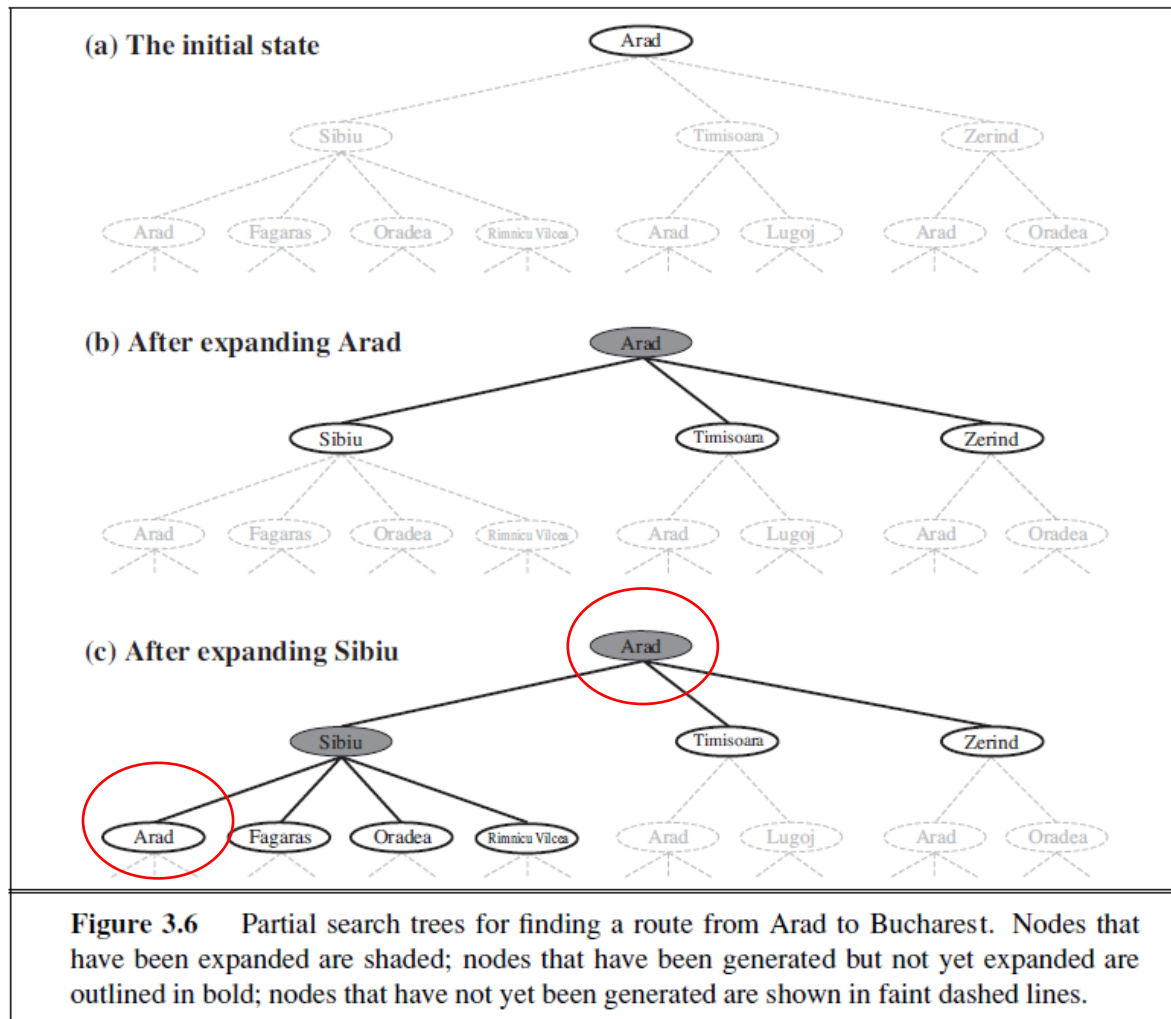 (a) The initial state
Arad
Sibiu Timisoara Zerind
Arad Fagaras Oradea Rimnicu Vilcea Arad Lugoj Arad Oradea
(b) After expanding Arad
Arad
Sibiu Timisoara Zerind
Arad Fagaras Oradea Rimnicu Vilcea Arad Lugoj Arad Oradea
(c) After expanding Sibiu
Arad
Sibiu Timisoara Zerind
Arad Fagaras Oradea Rimnicu Vilcea Arad Lugoj Arad Oradea
Figure 3.6 Partial search trees for finding a route from Arad to Bucharest. Nodes that
have been expanded are shaded; nodes that have been generated but not yet expanded are
outlined in bold; nodes that have not yet been generated are shown in faint dashed lines.